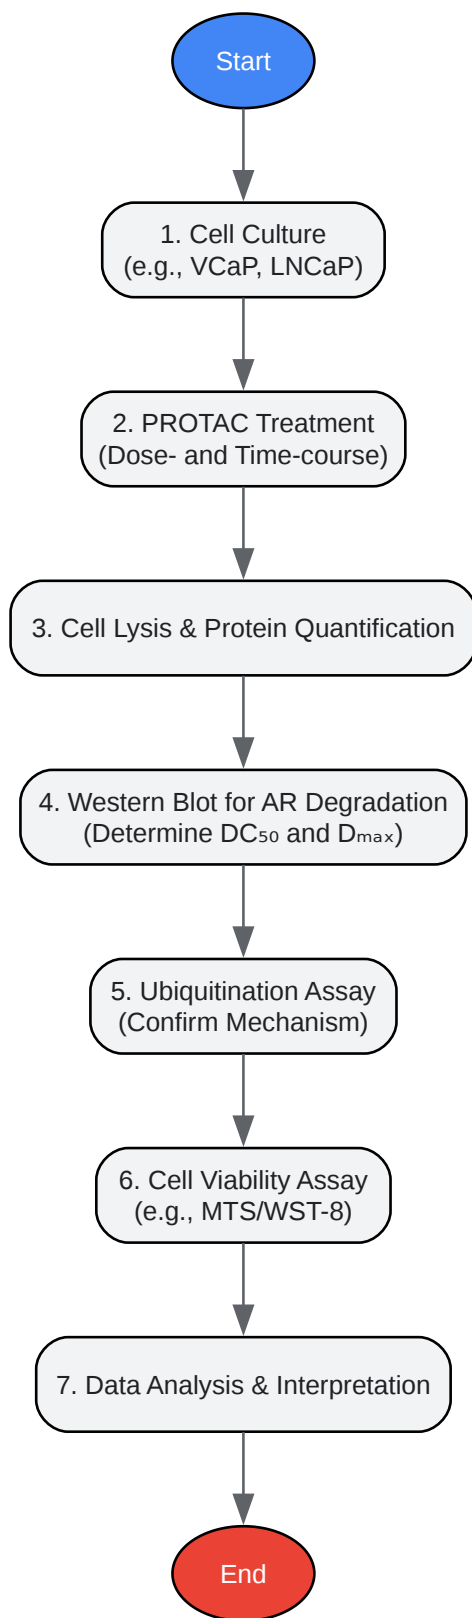 Start
1. Cell Culture
(e.g., VCaP, LNCaP)
2. PROTAC Treatment
(Dose- and Time-course)
3. Cell Lysis & Protein Quantification
4. Western Blot for AR Degradation
(Determine DC₅₀ and Dₘₐₓ)
5. Ubiquitination Assay
(Confirm Mechanism)
6. Cell Viability Assay
(e.g., MTS/WST-8)
7. Data Analysis & Interpretation
End